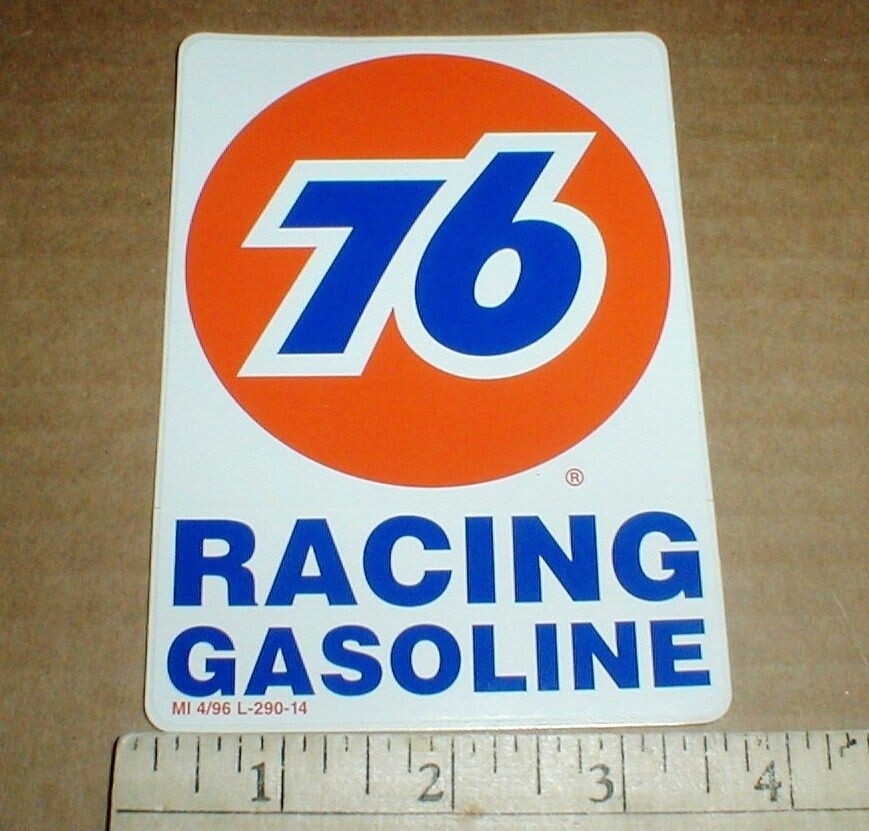 76
®
RACING
GASOLINE
MI 4/96 L-290-14
1 2 3 4